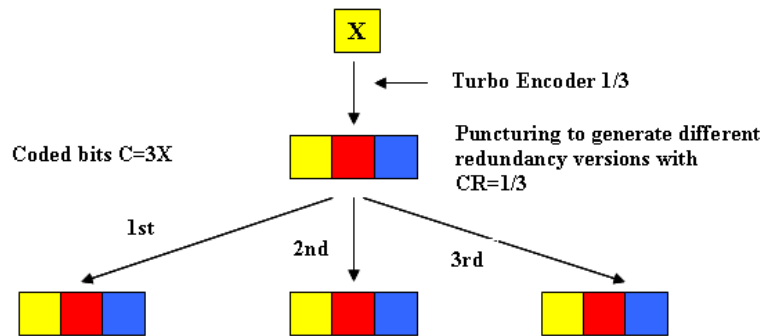 X
Turbo Encoder 1/3
Coded bits C=3X
Puncturing to generate different
redundancy versions with
CR=1/3
1st
2nd
3rd